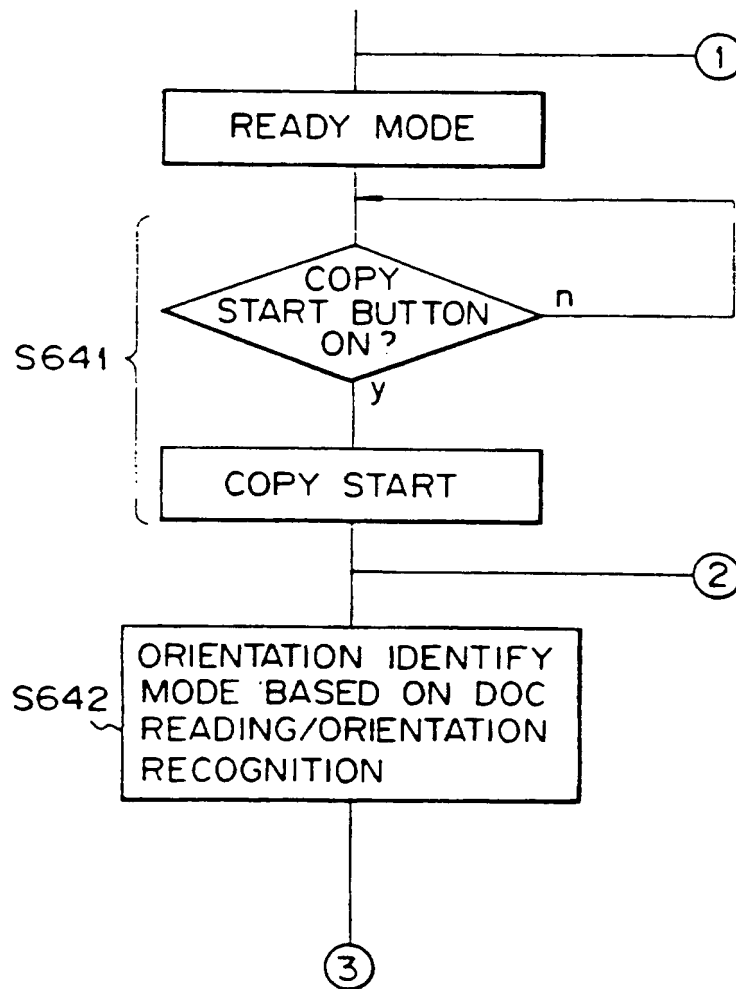 1
READY MODE
COPY
START BUTTON
ON?
n
y
S641
COPY START
2
S642
ORIENTATION IDENTIFY
MODE BASED ON DOC
READING/ORIENTATION
RECOGNITION
3